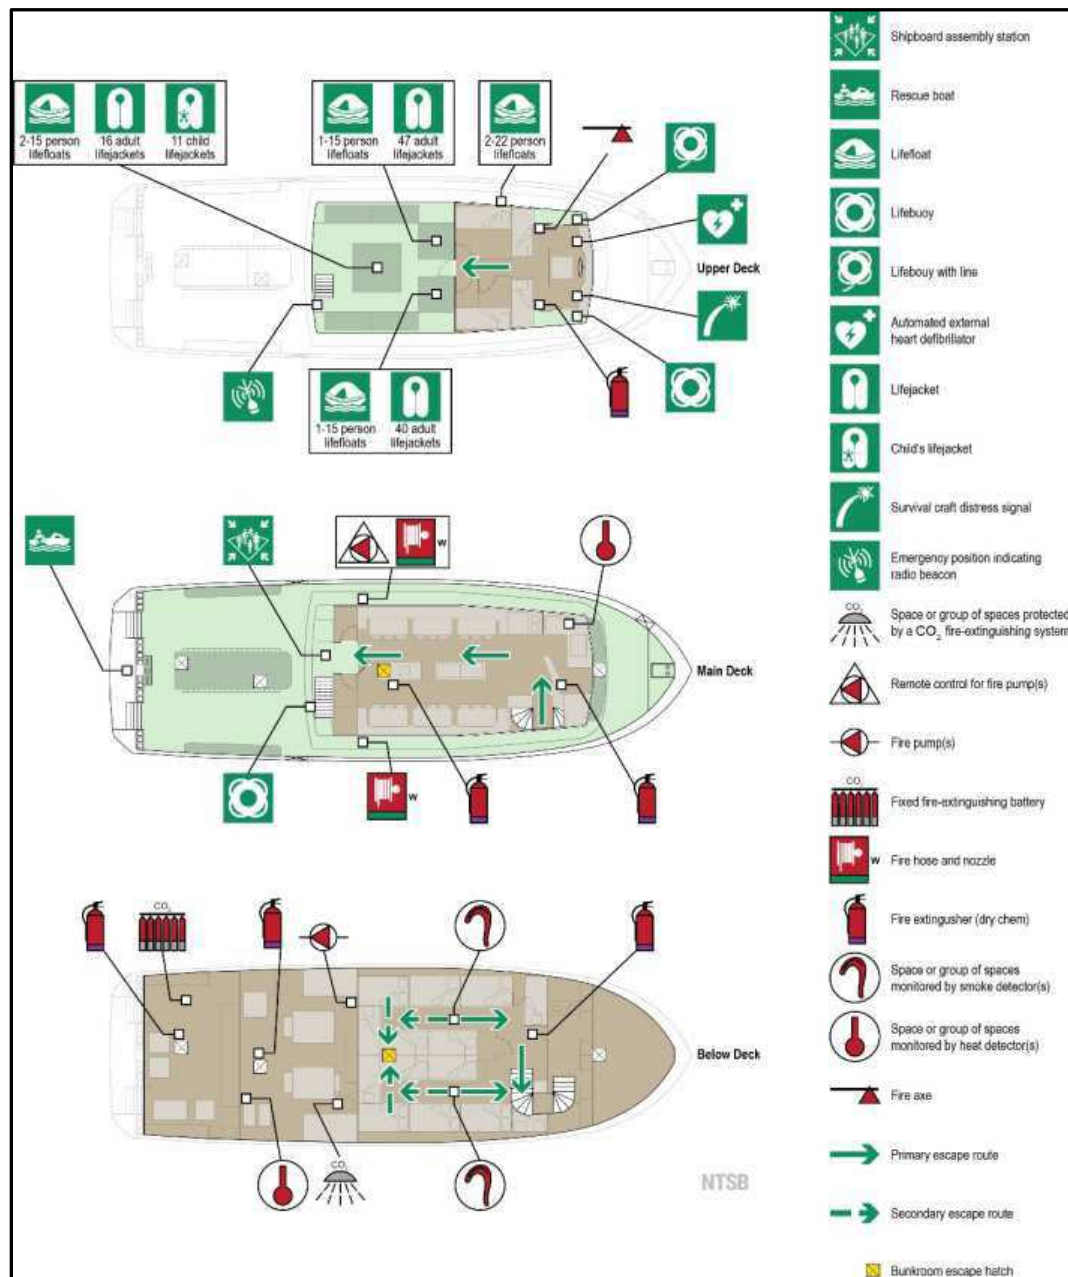 2-15 person
lifefloats
16 adult
lifejackets
11 child
lifejackets
1-15 person
lifefloats
47 adult
lifejackets
2-22 person
lifefloats
Upper Deck
1-15 person
lifefloats
40 adult
lifejackets
W
Main Deck
W
CO2
Below Deck
CO2
NTSB
Shipboard assembly station
Rescue boat
Lifefloat
Lifebuoy
Lifebouy with line
Automated external
heart defibrillator
Lifejacket
Child's lifejacket
Survival craft distress signal
Emergency position indicating
radio beacon
CO2
Space or group of spaces protected
by a CO2 fire-extinguishing system
Remote control for fire pump(s)
Fire pump(s)
CO2
Fixed fire-extinguishing battery
W
Fire hose and nozzle
Fire extingusher (dry chem)
Space or group of spaces
monitored by smoke detector(s)
Space or group of spaces
monitored by heat detector(s)
Fire axe
Primary escape route
Secondary escape route
Bunkroom escape hatch